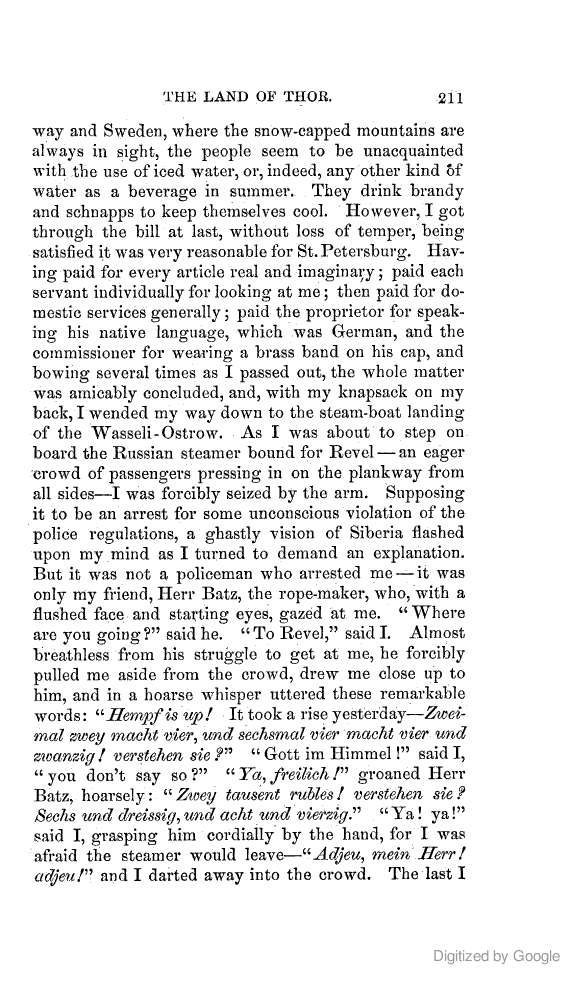 THE LAND OF THOR. 211
way and Sweden, where the snow-capped mountains are
always in sight, the people seem to be unacquainted
with the use of iced water, or, indeed, any other kind of
water as a beverage in summer. They drink brandy
and schnapps to keep themselves cool. However, I got
through the bill at last, without loss of temper, being
satisfied it was very reasonable for St. Petersburg. Hav-
ing paid for every article real and imaginary; paid each
servant individually for looking at me; then paid for do-
mestic services generally; paid the proprietor for speak-
ing his native language, which was German, and the
commissioner for wearing a brass band on his cap, and
bowing several times as I passed out, the whole matter
was amicably concluded, and, with my knapsack on my
back, I wended my way down to the steam-boat landing
of the Wasseli-Ostrow. As I was about to step on
board the Russian steamer bound for Revel—an eager
crowd of passengers pressing in on the plankway from
all sides—I was forcibly seized by the arm. Supposing
it to be an arrest for some unconscious violation of the
police regulations, a ghastly vision of Siberia flashed
upon my mind as I turned to demand an explanation.
But it was not a policeman who arrested me—it was
only my friend, Herr Batz, the rope-maker, who, with a
flushed face and starting eyes, gazed at me. "Where
are you going?" said he. "To Revel," said I. Almost
breathless from his struggle to get at me, he forcibly
pulled me aside from the crowd, drew me close up to
him, and in a hoarse whisper uttered these remarkable
words: "Hempf is up! It took a rise yesterday—Zwei-
mal zwey macht vier, und sechsmal vier macht vier und
zwanzig! verstehen sie?" "Gott im Himmel!" said I,
"you don't say so?" "Ya, freilich!" groaned Herr
Batz, hoarsely: "Zwey tausent rubles! verstehen sie?
Sechs und dreissig, und acht und vierzig." "Ya! ya!"
said I, grasping him cordially by the hand, for I was
afraid the steamer would leave—"Adjeu, mein Herr!
adjeu!" and I darted away into the crowd. The last I
Digitized by Google